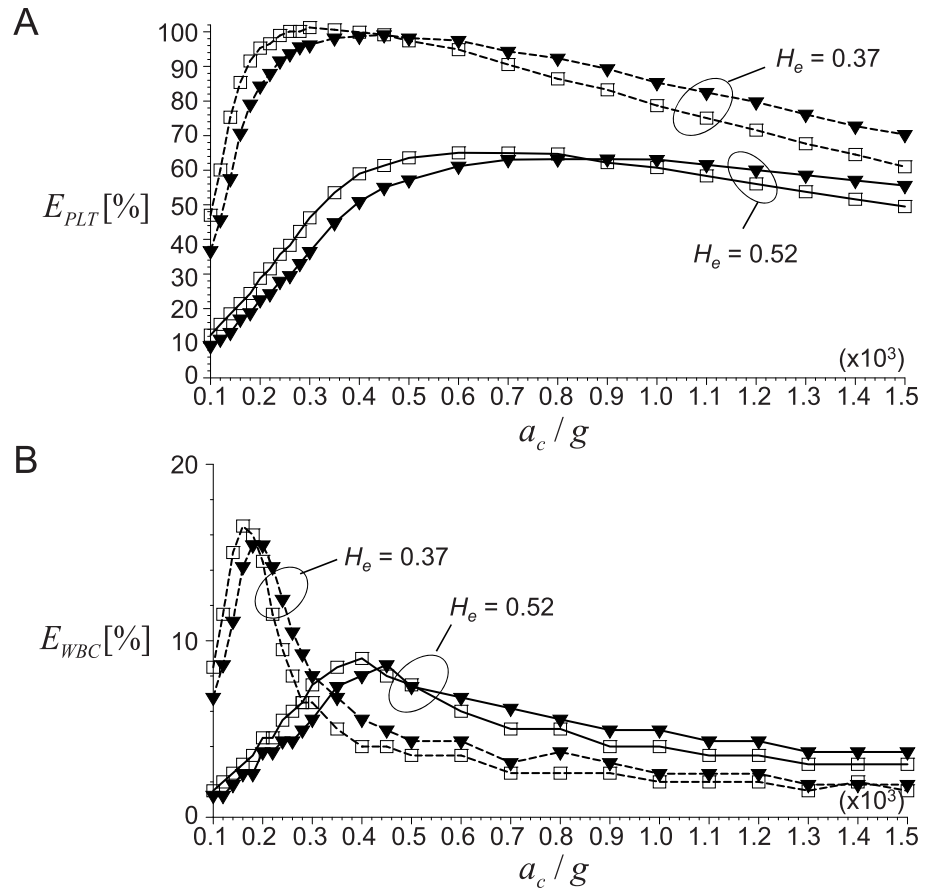 A
100
90
80
70
60
50
40
30
20
10
0
E_PLT [%]
H_e = 0.37
H_e = 0.52
(x10³)
0.1 0.2 0.3 0.4 0.5 0.6 0.7 0.8 0.9 1.0 1.1 1.2 1.3 1.4 1.5
a_c / g
B
20
10
0
E_WBC [%]
H_e = 0.37
H_e = 0.52
(x10³)
0.1 0.2 0.3 0.4 0.5 0.6 0.7 0.8 0.9 1.0 1.1 1.2 1.3 1.4 1.5
a_c / g